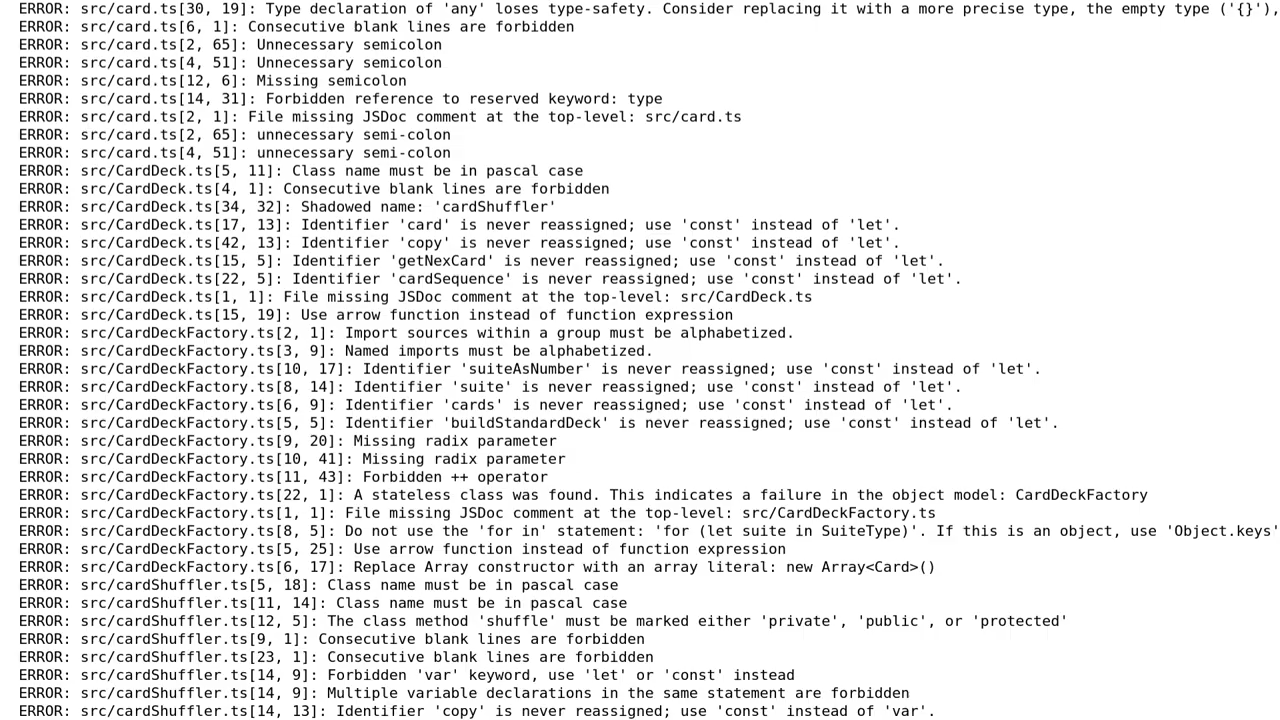 ERROR: src/card.ts[30, 19]: Type declaration of 'any' loses type-safety. Consider replacing it with a more precise type, the empty type ('{}'),
ERROR: src/card.ts[6, 1]: Consecutive blank lines are forbidden
ERROR: src/card.ts[2, 65]: Unnecessary semicolon
ERROR: src/card.ts[4, 51]: Unnecessary semicolon
ERROR: src/card.ts[12, 6]: Missing semicolon
ERROR: src/card.ts[14, 31]: Forbidden reference to reserved keyword: type
ERROR: src/card.ts[2, 1]: File missing JSDoc comment at the top-level: src/card.ts
ERROR: src/card.ts[2, 65]: unnecessary semi-colon
ERROR: src/card.ts[4, 51]: unnecessary semi-colon
ERROR: src/CardDeck.ts[5, 11]: Class name must be in pascal case
ERROR: src/CardDeck.ts[4, 1]: Consecutive blank lines are forbidden
ERROR: src/CardDeck.ts[34, 32]: Shadowed name: 'cardShuffler'
ERROR: src/CardDeck.ts[17, 13]: Identifier 'card' is never reassigned; use 'const' instead of 'let'.
ERROR: src/CardDeck.ts[42, 13]: Identifier 'copy' is never reassigned; use 'const' instead of 'let'.
ERROR: src/CardDeck.ts[15, 5]: Identifier 'getNexCard' is never reassigned; use 'const' instead of 'let'.
ERROR: src/CardDeck.ts[22, 5]: Identifier 'cardSequence' is never reassigned; use 'const' instead of 'let'.
ERROR: src/CardDeck.ts[1, 1]: File missing JSDoc comment at the top-level: src/CardDeck.ts
ERROR: src/CardDeck.ts[15, 19]: Use arrow function instead of function expression
ERROR: src/CardDeckFactory.ts[2, 1]: Import sources within a group must be alphabetized.
ERROR: src/CardDeckFactory.ts[3, 9]: Named imports must be alphabetized.
ERROR: src/CardDeckFactory.ts[10, 17]: Identifier 'suiteAsNumber' is never reassigned; use 'const' instead of 'let'.
ERROR: src/CardDeckFactory.ts[8, 14]: Identifier 'suite' is never reassigned; use 'const' instead of 'let'.
ERROR: src/CardDeckFactory.ts[6, 9]: Identifier 'cards' is never reassigned; use 'const' instead of 'let'.
ERROR: src/CardDeckFactory.ts[5, 5]: Identifier 'buildStandardDeck' is never reassigned; use 'const' instead of 'let'.
ERROR: src/CardDeckFactory.ts[9, 20]: Missing radix parameter
ERROR: src/CardDeckFactory.ts[10, 41]: Missing radix parameter
ERROR: src/CardDeckFactory.ts[11, 43]: Forbidden ++ operator
ERROR: src/CardDeckFactory.ts[22, 1]: A stateless class was found. This indicates a failure in the object model: CardDeckFactory
ERROR: src/CardDeckFactory.ts[1, 1]: File missing JSDoc comment at the top-level: src/CardDeckFactory.ts
ERROR: src/CardDeckFactory.ts[8, 5]: Do not use the 'for in' statement: 'for (let suite in SuiteType)'. If this is an object, use 'Object.keys'
ERROR: src/CardDeckFactory.ts[5, 25]: Use arrow function instead of function expression
ERROR: src/CardDeckFactory.ts[6, 17]: Replace Array constructor with an array literal: new Array<Card>()
ERROR: src/cardShuffler.ts[5, 18]: Class name must be in pascal case
ERROR: src/cardShuffler.ts[11, 14]: Class name must be in pascal case
ERROR: src/cardShuffler.ts[12, 5]: The class method 'shuffle' must be marked either 'private', 'public', or 'protected'
ERROR: src/cardShuffler.ts[9, 1]: Consecutive blank lines are forbidden
ERROR: src/cardShuffler.ts[23, 1]: Consecutive blank lines are forbidden
ERROR: src/cardShuffler.ts[14, 9]: Forbidden 'var' keyword, use 'let' or 'const' instead
ERROR: src/cardShuffler.ts[14, 9]: Multiple variable declarations in the same statement are forbidden
ERROR: src/cardShuffler.ts[14, 13]: Identifier 'copy' is never reassigned; use 'const' instead of 'var'.